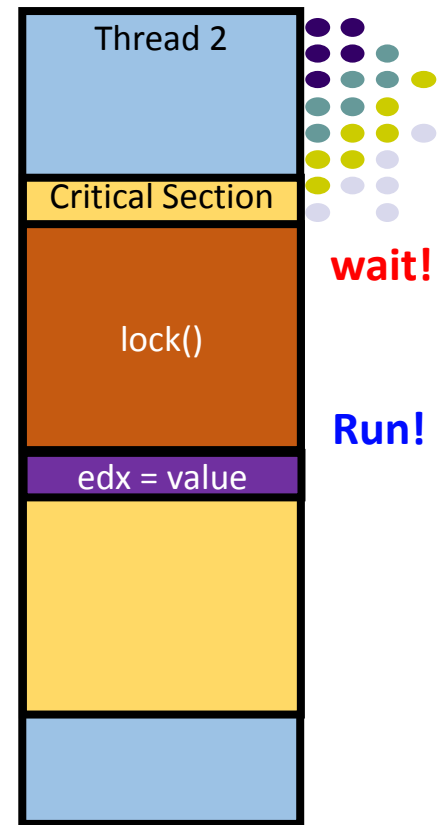 Thread 2
Critical Section
wait!
lock()
Run!
edx = value